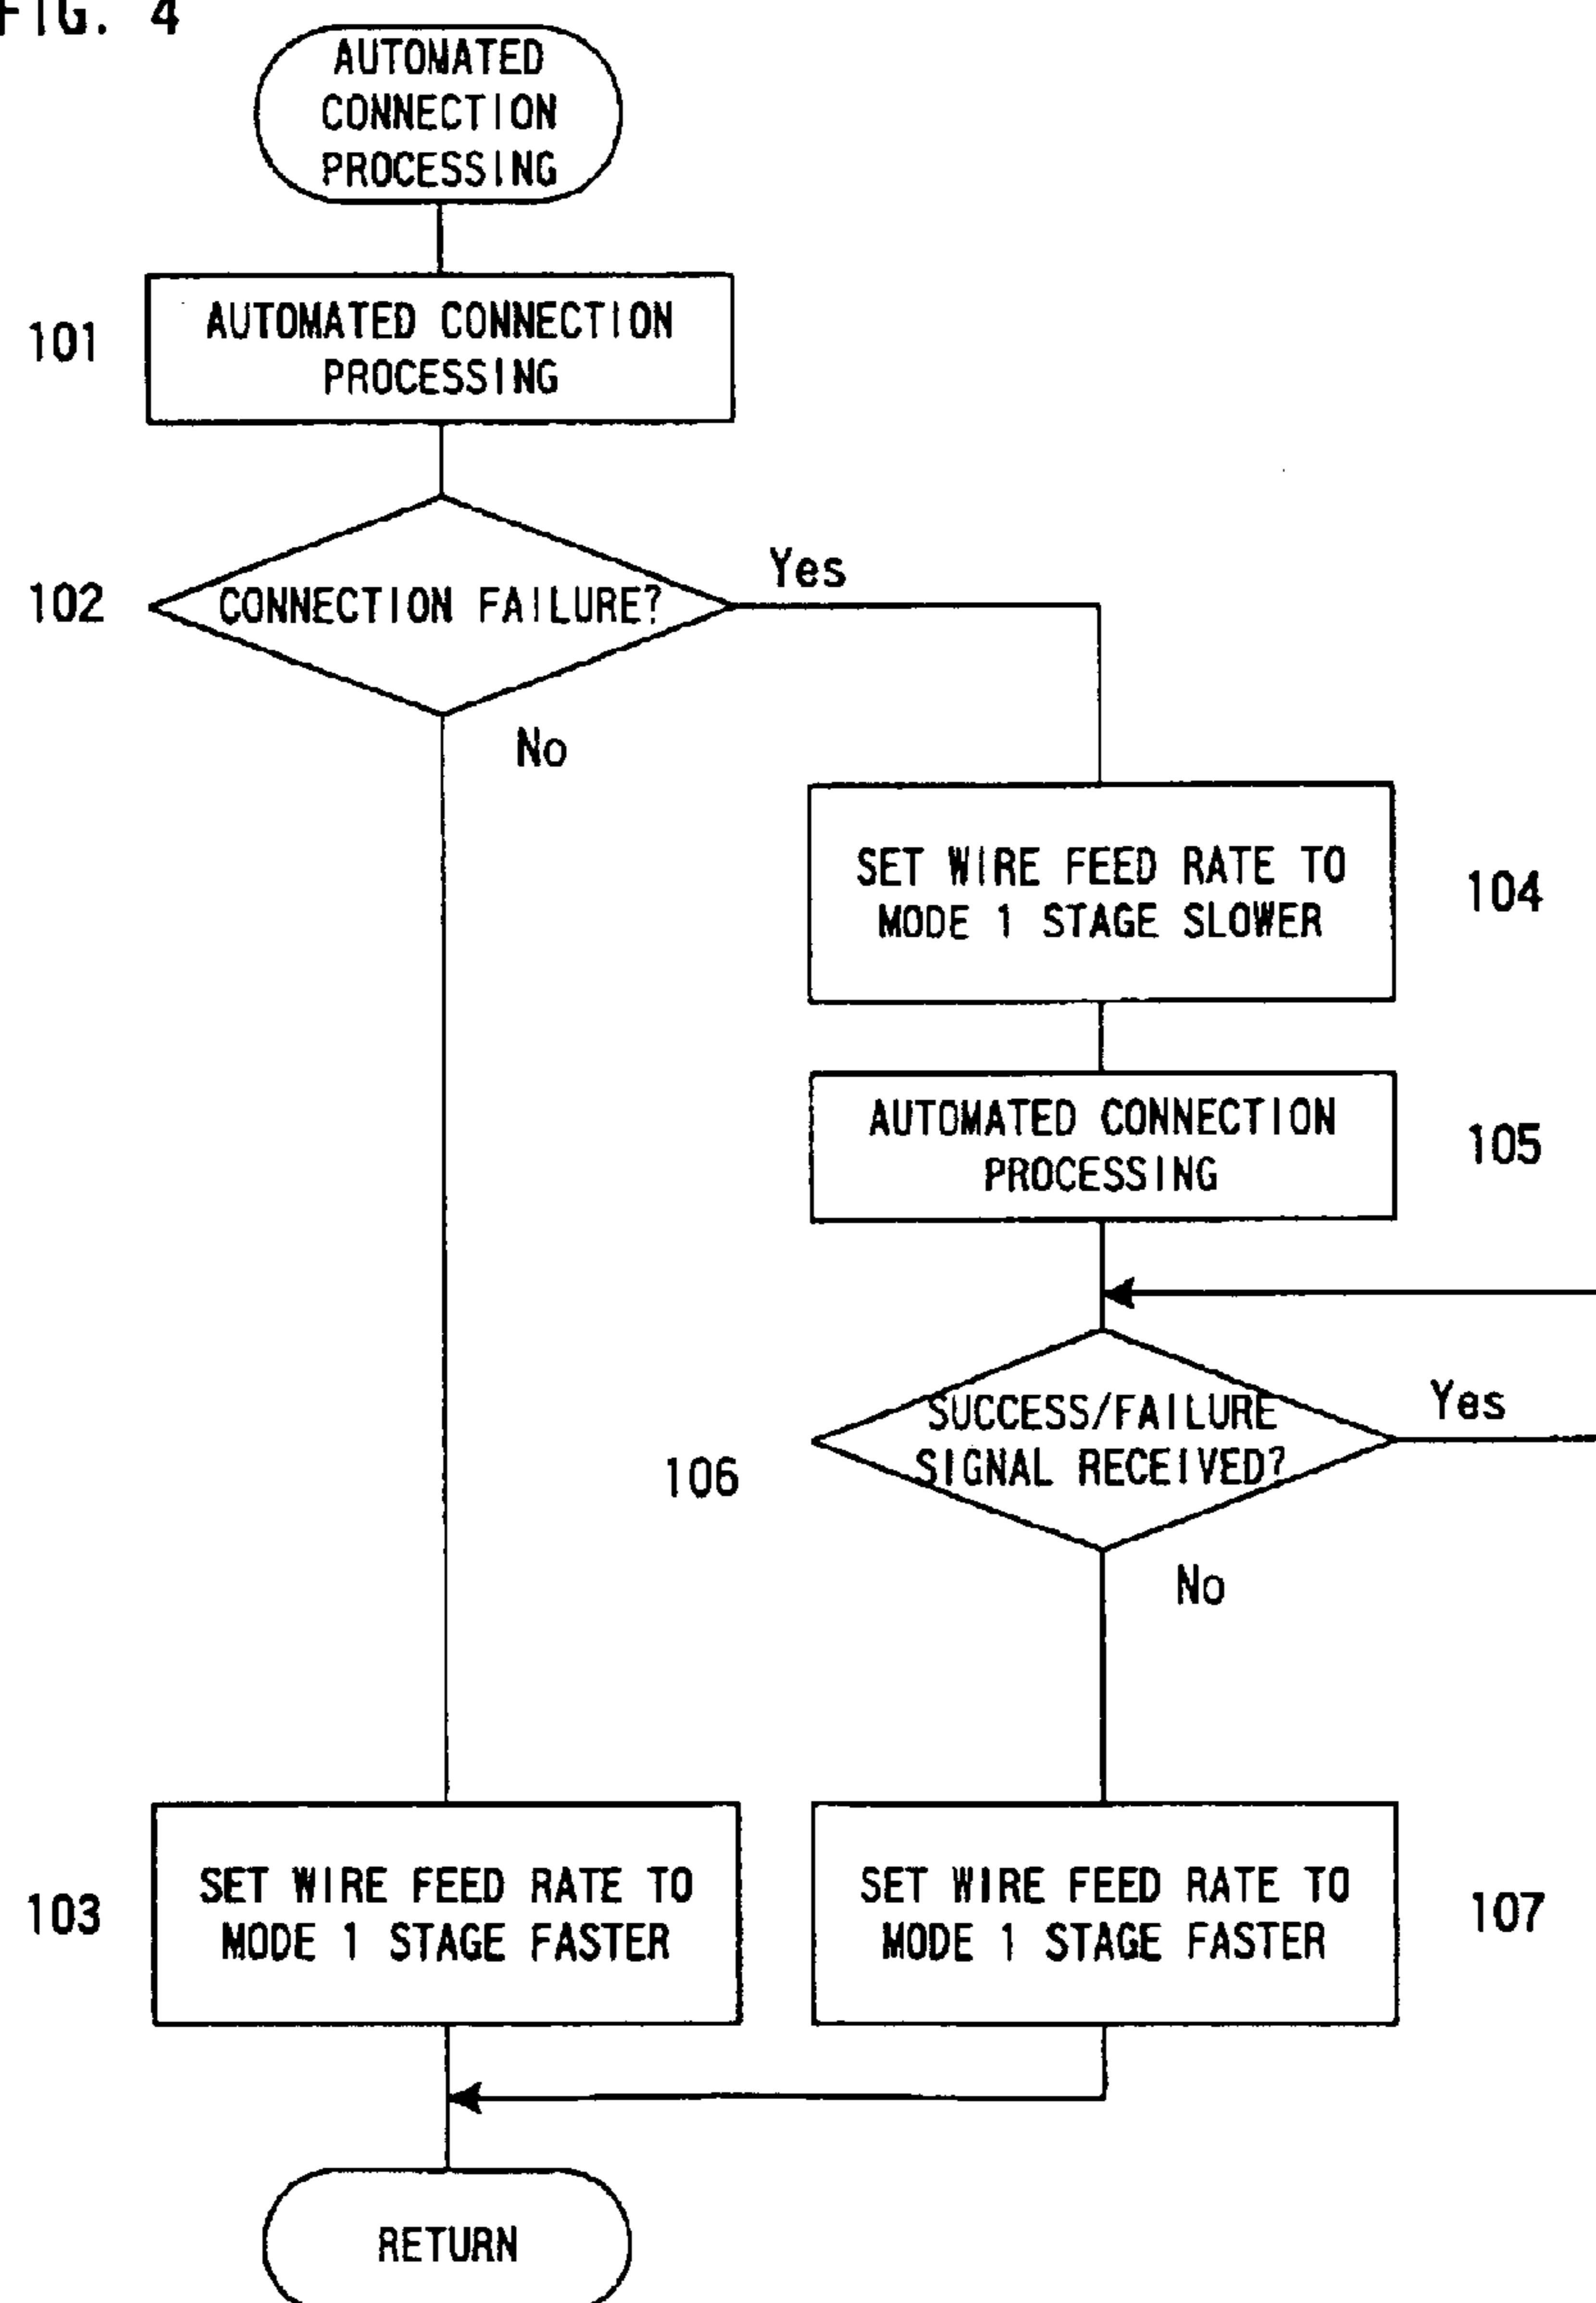 FIG. 4
AUTOMATED
CONNECTION
PROCESSING
101
AUTOMATED CONNECTION
PROCESSING
102
CONNECTION FAILURE?
Yes
No
SET WIRE FEED RATE TO
MODE 1 STAGE SLOWER
104
AUTOMATED CONNECTION
PROCESSING
105
SUCCESS/FAILURE
SIGNAL RECEIVED?
Yes
106
No
103
SET WIRE FEED RATE TO
MODE 1 STAGE FASTER
SET WIRE FEED RATE TO
MODE 1 STAGE FASTER
107
RETURN